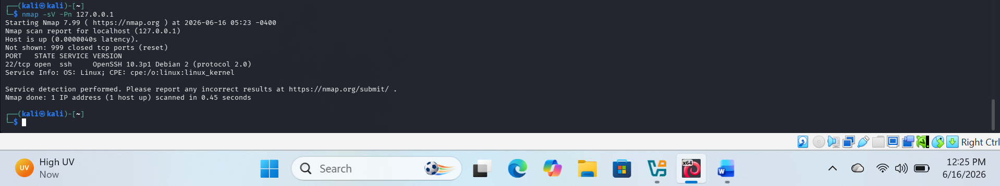 ┌──(kali㉿kali)-[~]
└─$ nmap -sV -Pn 127.0.0.1
Starting Nmap 7.99 ( https://nmap.org ) at 2026-06-16 05:23 -0400
Nmap scan report for localhost (127.0.0.1)
Host is up (0.0000040s latency).
Not shown: 999 closed tcp ports (reset)
PORT   STATE SERVICE VERSION
22/tcp open  ssh     OpenSSH 10.3p1 Debian 2 (protocol 2.0)
Service Info: OS: Linux; CPE: cpe:/o:linux:linux_kernel
Service detection performed. Please report any incorrect results at https://nmap.org/submit/ .
Nmap done: 1 IP address (1 host up) scanned in 0.45 seconds
┌──(kali㉿kali)-[~]
└─$
Right Ctrl
UV
High UV
Now
Search
x64
W
12:25 PM
6/16/2026